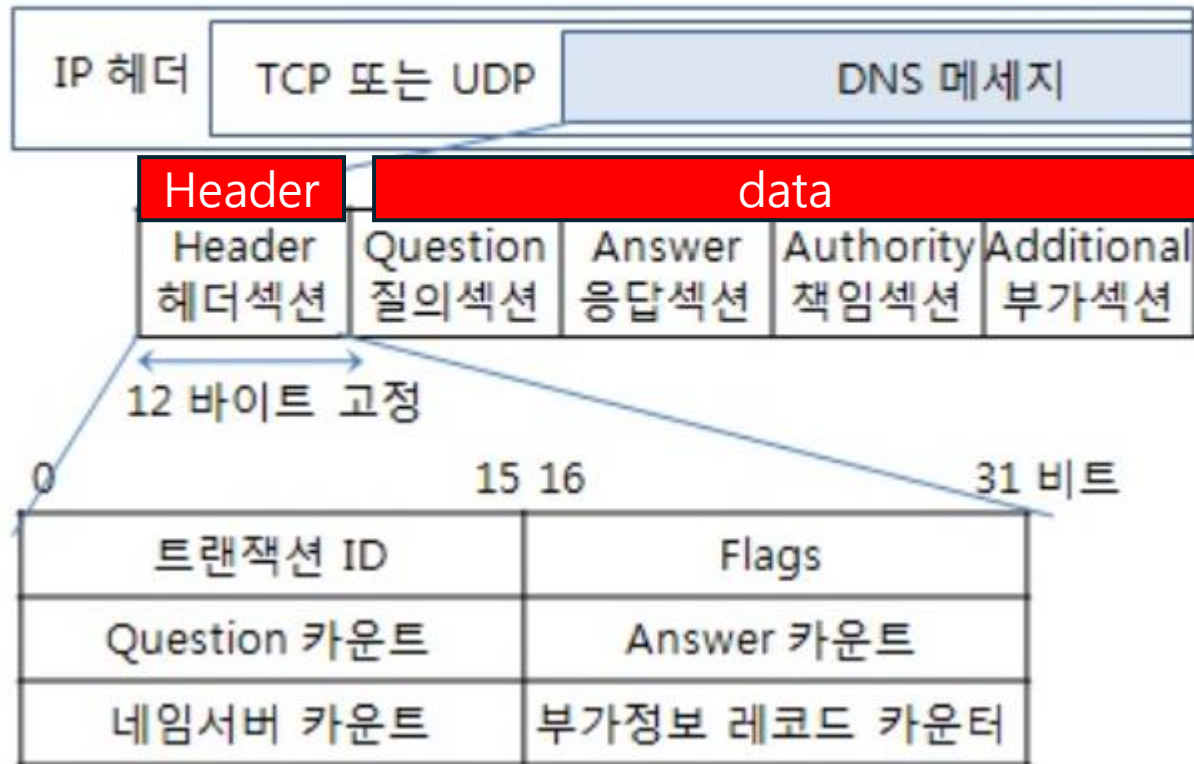 IP 헤더 TCP 또는 UDP DNS 메세지
Header data
Header Question Answer Authority Additional
헤더섹션 질의섹션 응답섹션 책임섹션 부가섹션
12 바이트 고정
0 15 16 31 비트
트랜잭션 ID Flags
Question 카운트 Answer 카운트
네임서버 카운트 부가정보 레코드 카운터